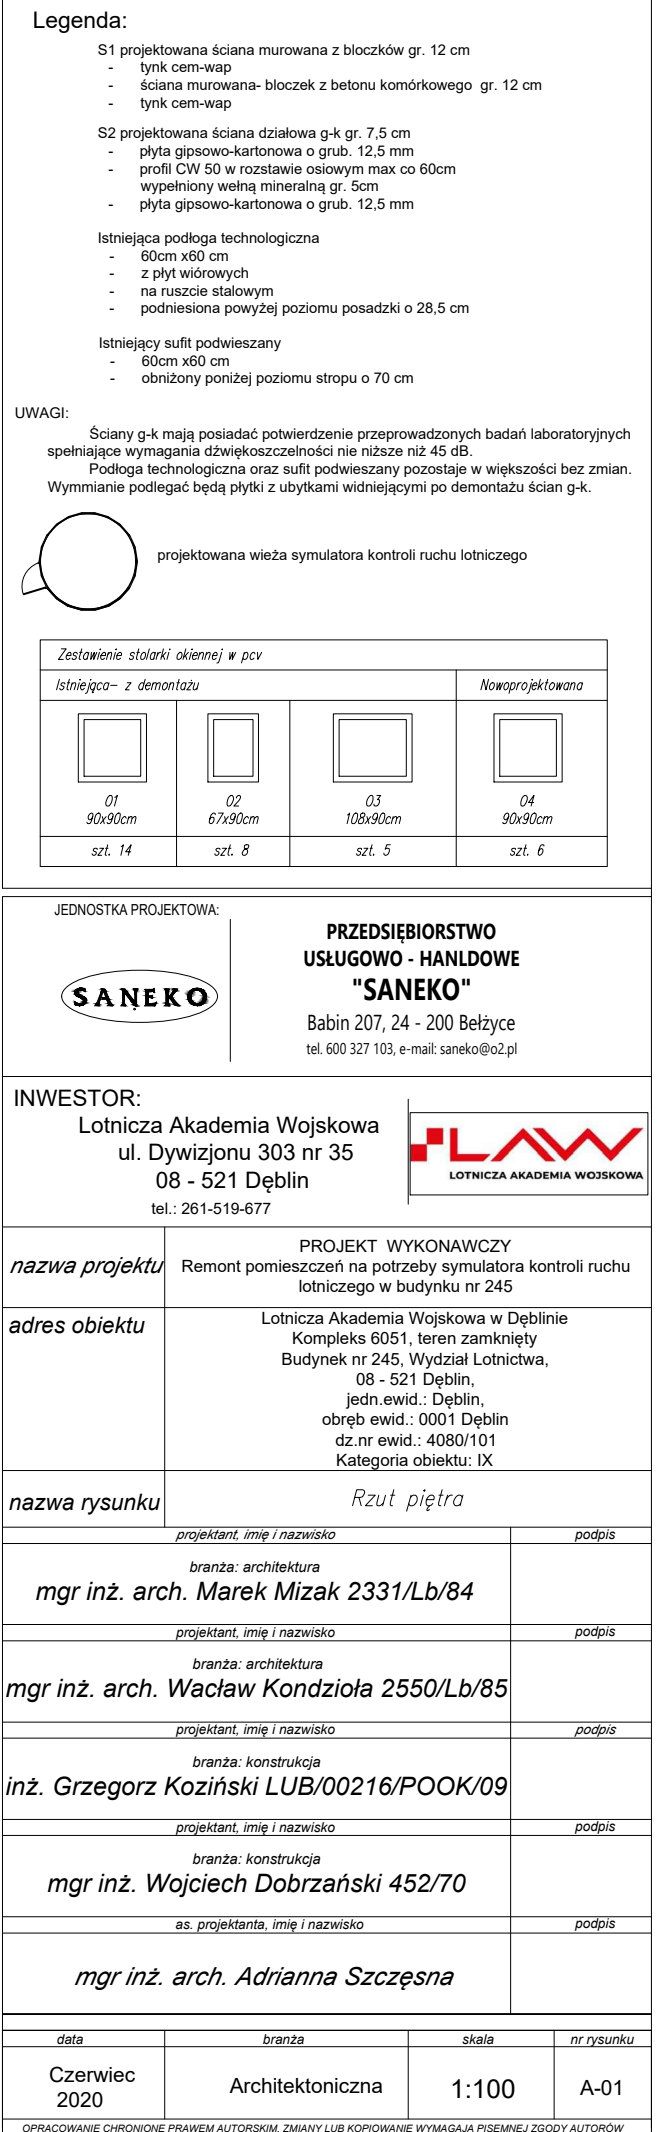 Legenda:
S1 projektowana ściana murowana z bloczków gr. 12 cm
- tynk cem-wap
- ściana murowana- bloczek z betonu komórkowego gr. 12 cm
- tynk cem-wap
S2 projektowana ściana działowa g-k gr. 7,5 cm
- płyta gipsowo-kartonowa o grub. 12,5 mm
- profil CW 50 w rozstawie osiowym max co 60cm
wypełniony wełną mineralną gr. 5cm
- płyta gipsowo-kartonowa o grub. 12,5 mm
Istniejąca podłoga technologiczna
- 60cm x60 cm
- z płyt wiórowych
- na ruszcie stalowym
- podniesiona powyżej poziomu posadzki o 28,5 cm
Istniejący sufit podwieszany
- 60cm x60 cm
- obniżony poniżej poziomu stropu o 70 cm
UWAGI:
Ściany g-k mają posiadać potwierdzenie przeprowadzonych badań laboratoryjnych
spełniające wymagania dźwiękoszczelności nie niższe niż 45 dB.
Podłoga technologiczna oraz sufit podwieszany pozostaje w większości bez zmian.
Wymmianie podlegać będą płytki z ubytkami widniejącymi po demontażu ścian g-k.
projektowana wieża symulatora kontroli ruchu lotniczego
Zestawienie stolarki okiennej w pcv
Istniejąca- z demontażu Nowoprojektowana
O1 O2 O3 O4
90x90cm 67x90cm 108x90cm 90x90cm
szt. 14 szt. 8 szt. 5 szt. 6
JEDNOSTKA PROJEKTOWA:
PRZEDSIĘBIORSTWO
USŁUGOWO - HANLDOWE
SANEKO
"SANEKO"
Babin 207, 24 - 200 Bełżyce
tel. 600 327 103, e-mail: saneko@o2.pl
INWESTOR:
Lotnicza Akademia Wojskowa
ul. Dywizjonu 303 nr 35
08 - 521 Dęblin
tel.: 261-519-677
LAW
LOTNICZA AKADEMIA WOJSKOWA
nazwa projektu
PROJEKT WYKONAWCZY
Remont pomieszczeń na potrzeby symulatora kontroli ruchu
lotniczego w budynku nr 245
adres obiektu
Lotnicza Akademia Wojskowa w Dęblinie
Kompleks 6051, teren zamknięty
Budynek nr 245, Wydział Lotnictwa,
08 - 521 Dęblin,
jedn.ewid.: Dęblin,
obręb ewid.: 0001 Dęblin
dz.nr ewid.: 4080/101
Kategoria obiektu: IX
nazwa rysunku Rzut piętra
projektant, imię i nazwisko podpis
branża: architektura
mgr inż. arch. Marek Mizak 2331/Lb/84
projektant, imię i nazwisko podpis
branża: architektura
mgr inż. arch. Wacław Kondzioła 2550/Lb/85
projektant, imię i nazwisko podpis
branża: konstrukcja
inż. Grzegorz Koziński LUB/00216/POOK/09
projektant, imię i nazwisko podpis
branża: konstrukcja
mgr inż. Wojciech Dobrzański 452/70
as. projektanta, imię i nazwisko podpis
mgr inż. arch. Adrianna Szczęsna
data branża skala nr rysunku
Czerwiec 2020 Architektoniczna 1:100 A-01
OPRACOWANIE CHRONIONE PRAWEM AUTORSKIM, ZMIANY LUB KOPIOWANIE WYMAGAJĄ PISEMNEJ ZGODY AUTORÓW